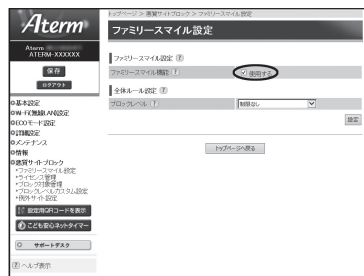 Aterm
Aterm
ATERM-XXXXXX
保存
ログアウト
基本設定
Wi-Fi(無線LAN)設定
ECOモード設定
詳細設定
メンテナンス
情報
悪質サイトブロック
ファミリースマイル設定
ライセンス管理
ブロック対象管理
ブロックレベルカスタム設定
例外サイト設定
設定用QRコードを表示
こども安心ネットタイマー
サポートデスク
? ヘルプ表示
トップページ > 悪質サイトブロック > ファミリースマイル設定
ファミリースマイル設定
ファミリースマイル設定 ?
ファミリースマイル機能 ? 使用する
全体ルール設定 ?
ブロックレベル ? 制限なし
設定
トップページへ戻る